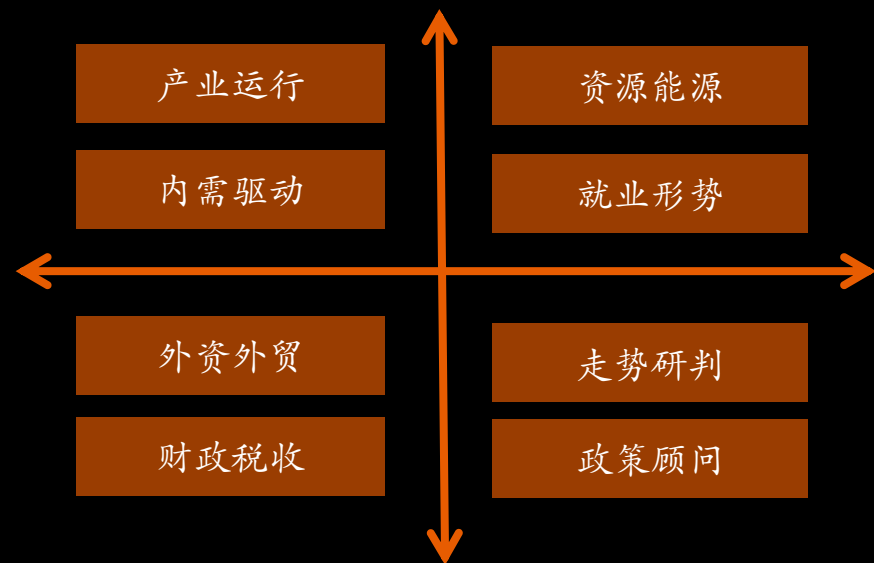 产业运行
资源能源
内需驱动
就业形势
外资外贸
走势研判
财政税收
政策顾问